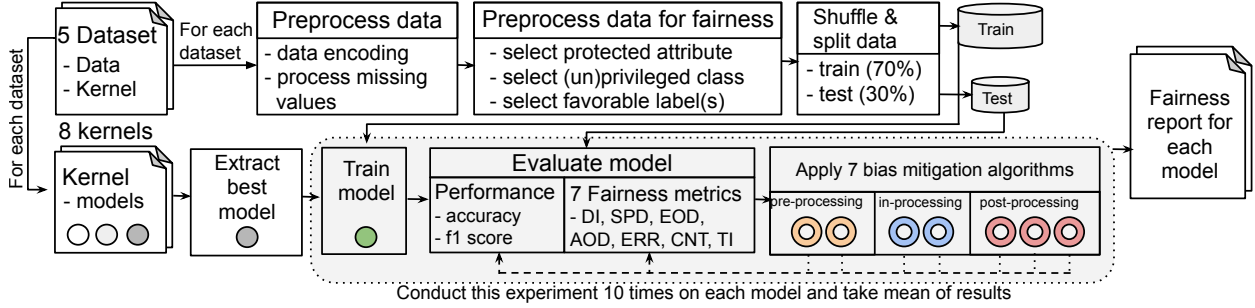 5 Dataset
- Data
- Kernel
For each
dataset
Preprocess data
- data encoding
- process missing
values
Preprocess data for fairness
- select protected attribute
- select (un)privileged class
- select favorable label(s)
Shuffle &
split data
- train (70%)
- test (30%)
Train
Test
For each dataset
8 kernels
Kernel
- models
Extract
best
model
Train
model
Evaluate model
Performance
- accuracy
- f1 score
7 Fairness metrics
- DI, SPD, EOD,
AOD, ERR, CNT, TI
Apply 7 bias mitigation algorithms
pre-processing
in-processing
post-processing
Fairness
report for
each
model
Conduct this experiment 10 times on each model and take mean of results